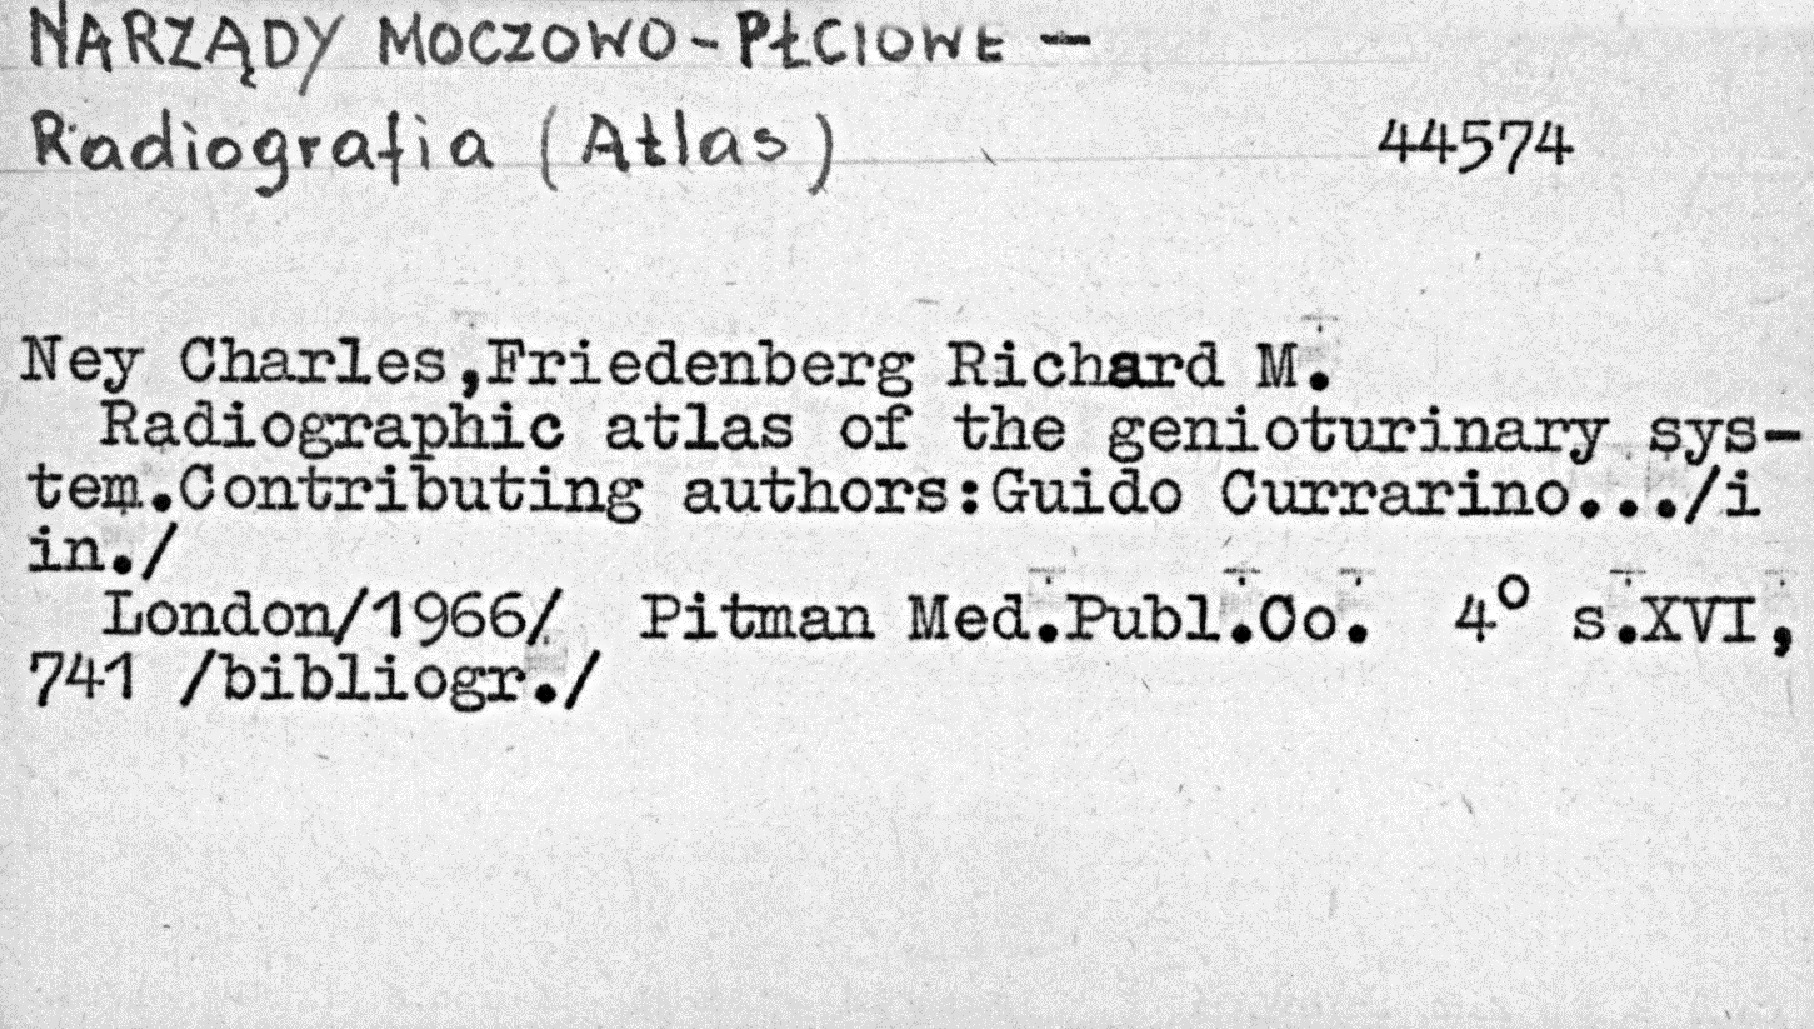 NARZĄDY MOCZOWO-PŁCIOWE -
Radiografia (Atlas) 44574
Ney Charles,Friedenberg Richard M.
Radiographic atlas of the genioturinary sys-
tem.Contributing authors:Guido Currarino.../i
in./
London/1966/ Pitman Med.Publ.Co. 4° s.XVI,
741 /bibliogr./